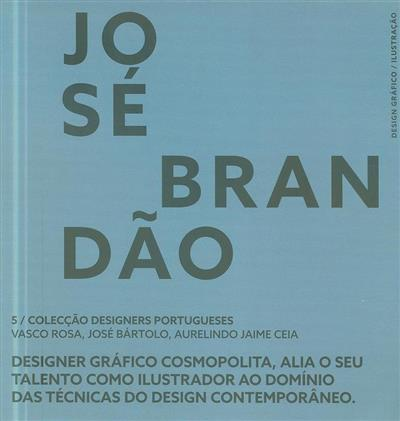 JO
SÉ
BRAN
DÃO
DESIGN GRÁFICO / ILUSTRAÇÃO
5 / COLECÇÃO DESIGNERS PORTUGUESES
VASCO ROSA, JOSÉ BÁRTOLO, AURELINDO JAIME CEIA
DESIGNER GRÁFICO COSMOPOLITA, ALIA O SEU
TALENTO COMO ILUSTRADOR AO DOMÍNIO
DAS TÉCNICAS DO DESIGN CONTEMPORÂNEO.